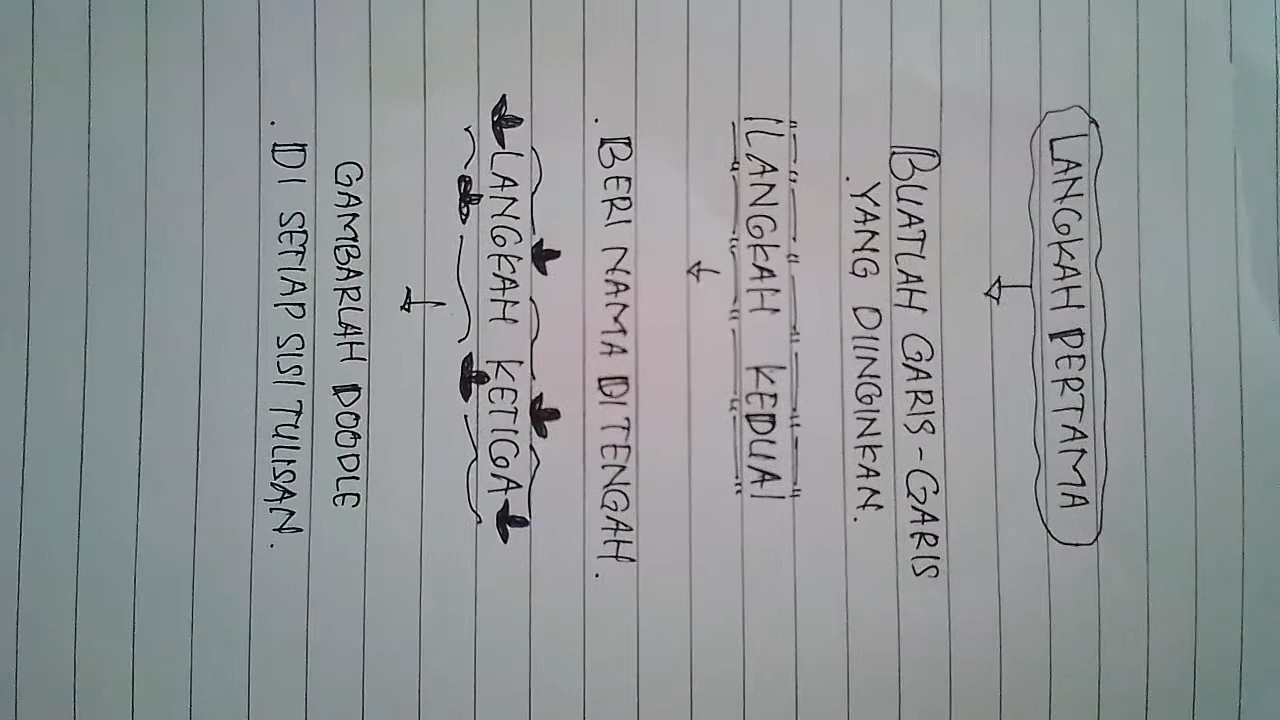 LANGKAH PERTAMA
BUATLAH GARIS-GARIS
YANG DIINGINKAN.
LANGKAH KEDUA
BERI NAMA DI TENGAH.
LANGKAH KETIGA
GAMBARLAH DOODLE
DI SETIAP SISI TULISAN.